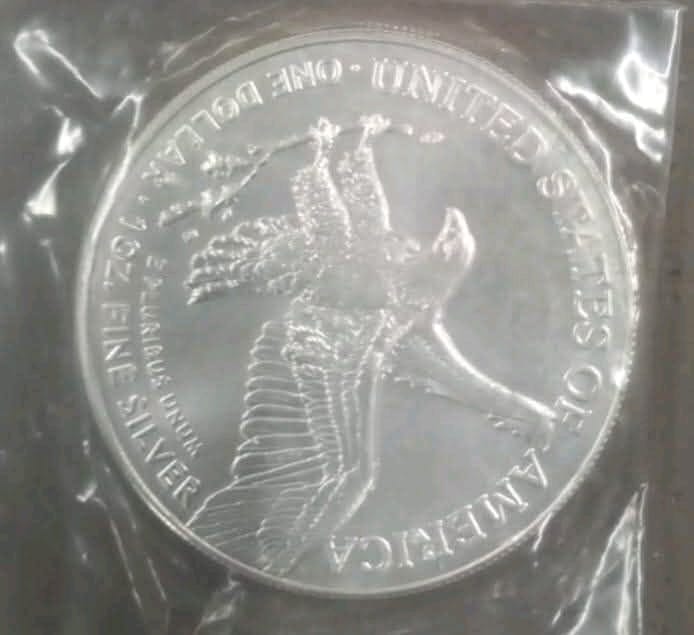 UNITED STATES OF AMERICA
E PLURIBUS UNUM
1 OZ. FINE SILVER • ONE DOLLAR •